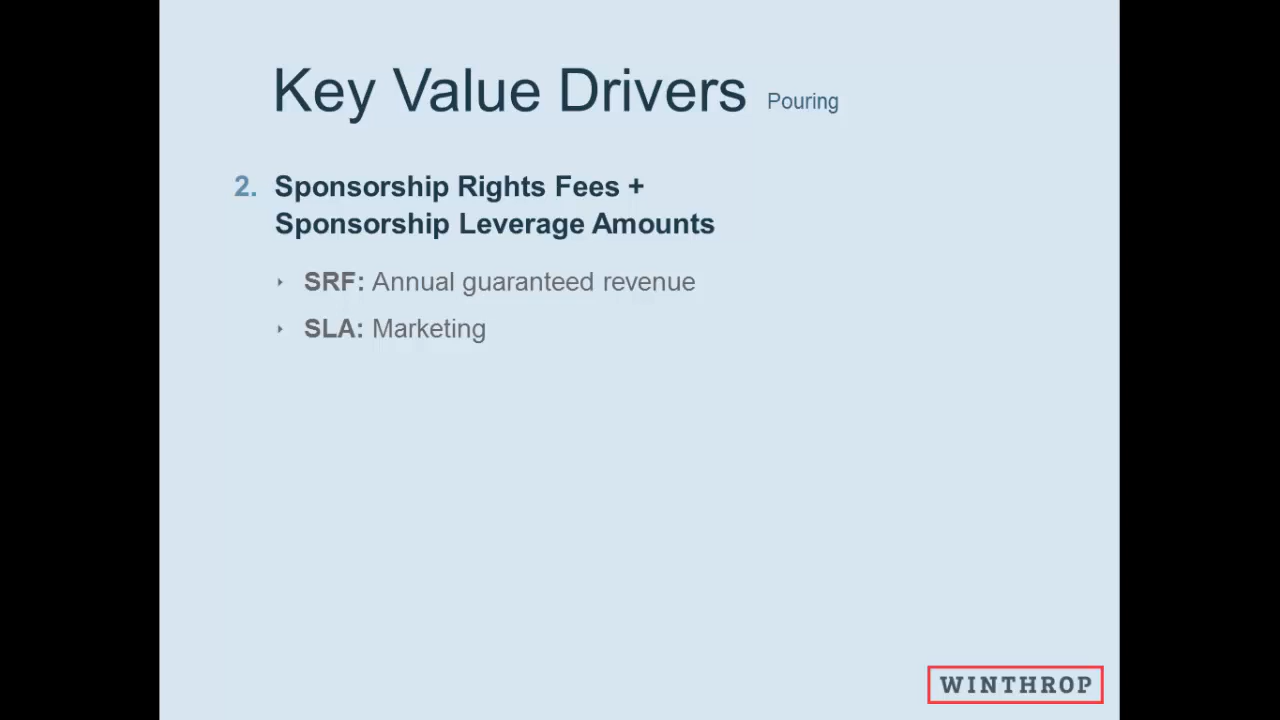 Key Value Drivers Pouring
2. Sponsorship Rights Fees +
Sponsorship Leverage Amounts
SRF: Annual guaranteed revenue
SLA: Marketing
WINTHROP